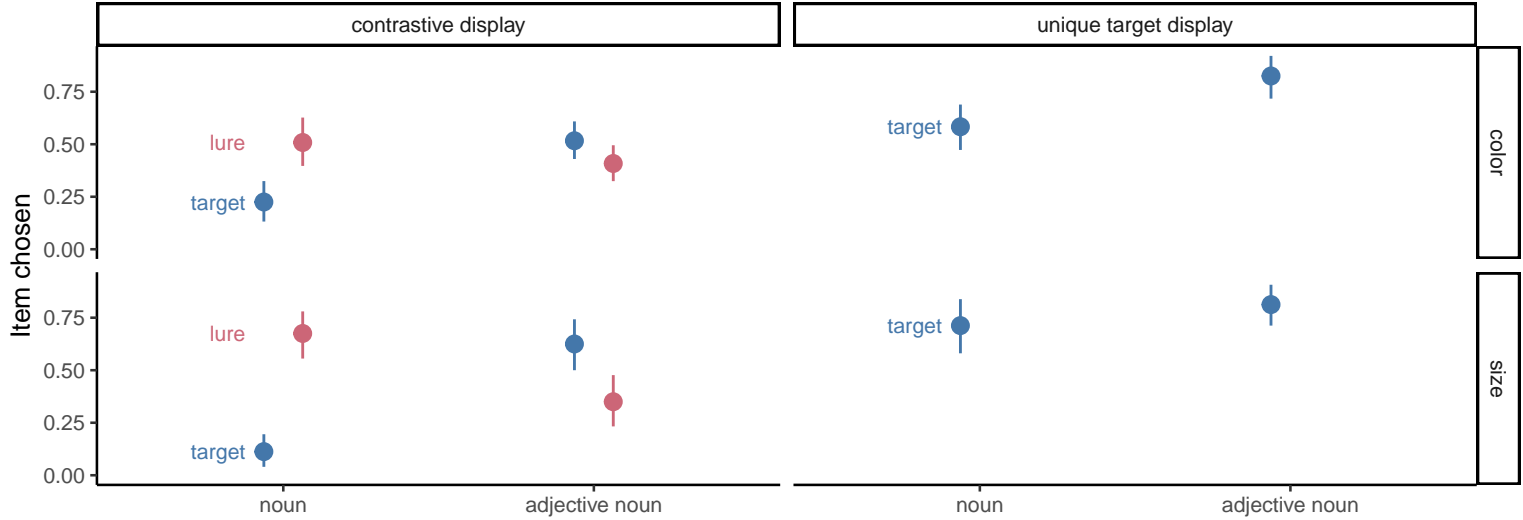 contrastive display
unique target display
Item chosen
0.75
0.50
0.25
0.00
lure
target
target
color
0.75
0.50
0.25
0.00
lure
target
target
size
noun
adjective noun
noun
adjective noun